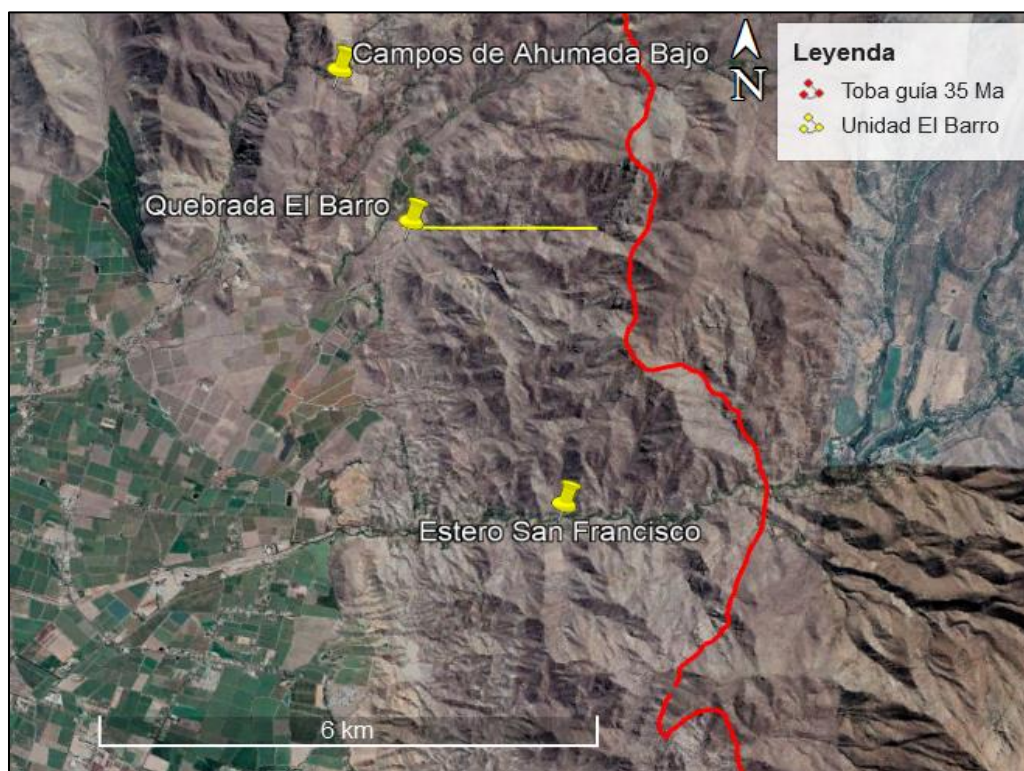 Campos de Ahumada Bajo
N
Leyenda
Toba guía 35 Ma
Unidad El Barro
Quebrada El Barro
Estero San Francisco
6 km